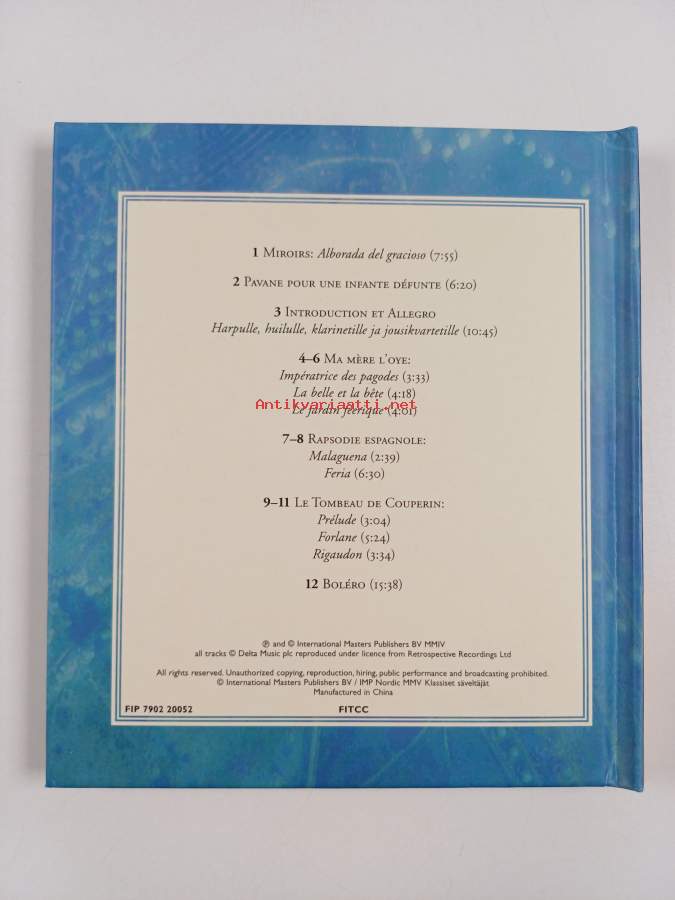 1 Miroirs: Alborada del gracioso (7:55)
2 Pavane pour une infante défunte (6:20)
3 Introduction et Allegro
Harpulle, huilulle, klarinetille ja jousikvartetille (10:45)
4–6 Ma mère l'oye:
Impératrice des pagodes (3:33)
La belle et la bête (4:18)
Antikvariaatti.net
Le jardin féerique (4:01)
7–8 Rapsodie espagnole:
Malaguena (2:39)
Feria (6:30)
9–11 Le Tombeau de Couperin:
Prélude (3:04)
Forlane (5:24)
Rigaudon (3:34)
12 Boléro (15:38)
℗ and © International Masters Publishers BV MMIV
all tracks © Delta Music plc reproduced under licence from Retrospective Recordings Ltd
All rights reserved. Unauthorized copying, reproduction, hiring, public performance and broadcasting prohibited.
© International Masters Publishers BV / IMP Nordic MMV Klassiset säveltäjät
Manufactured in China
FIP 7902 20052 FITCC